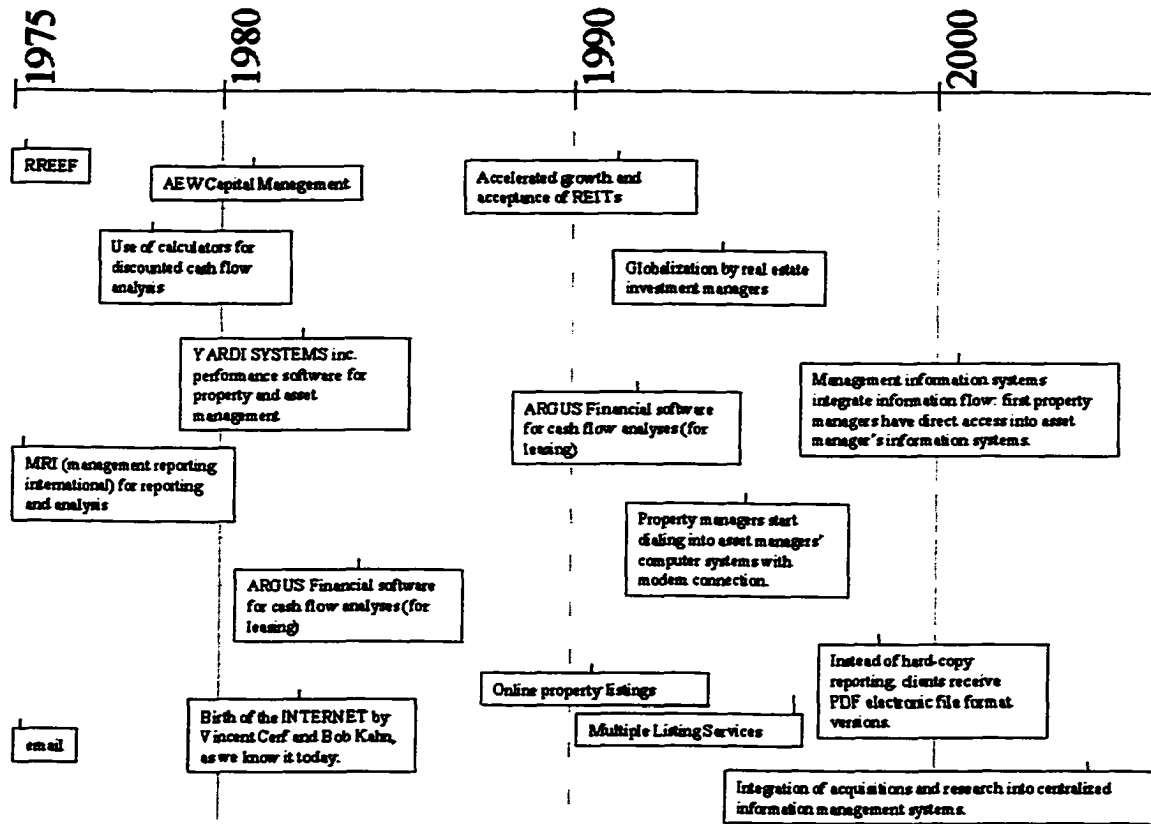 1975
1980
1990
2000
RREEF
AEW Capital Management
Accelerated growth and
acceptance of REITs
Use of calculators for
discounted cash flow
analysis
Globalization by real estate
investment managers
YARDI SYSTEMS inc.
performance software for
property and asset
management
ARGUS Financial software
for cash flow analyses (for
leasing)
Management information systems
integrate information flow: first property
managers have direct access into asset
manager's information systems.
MRI (management reporting
international) for reporting
and analysis
Property managers start
dialing into asset managers'
computer systems with
modem connection.
ARGUS Financial software
for cash flow analyses (for
leasing)
Instead of hard-copy
reporting, clients receive
PDF electronic file format
versions.
Online property listings
Multiple Listing Services
Birth of the INTERNET by
Vincent Cerf and Bob Kahn,
as we know it today.
email
Integration of acquisitions and research into centralized
information management systems.